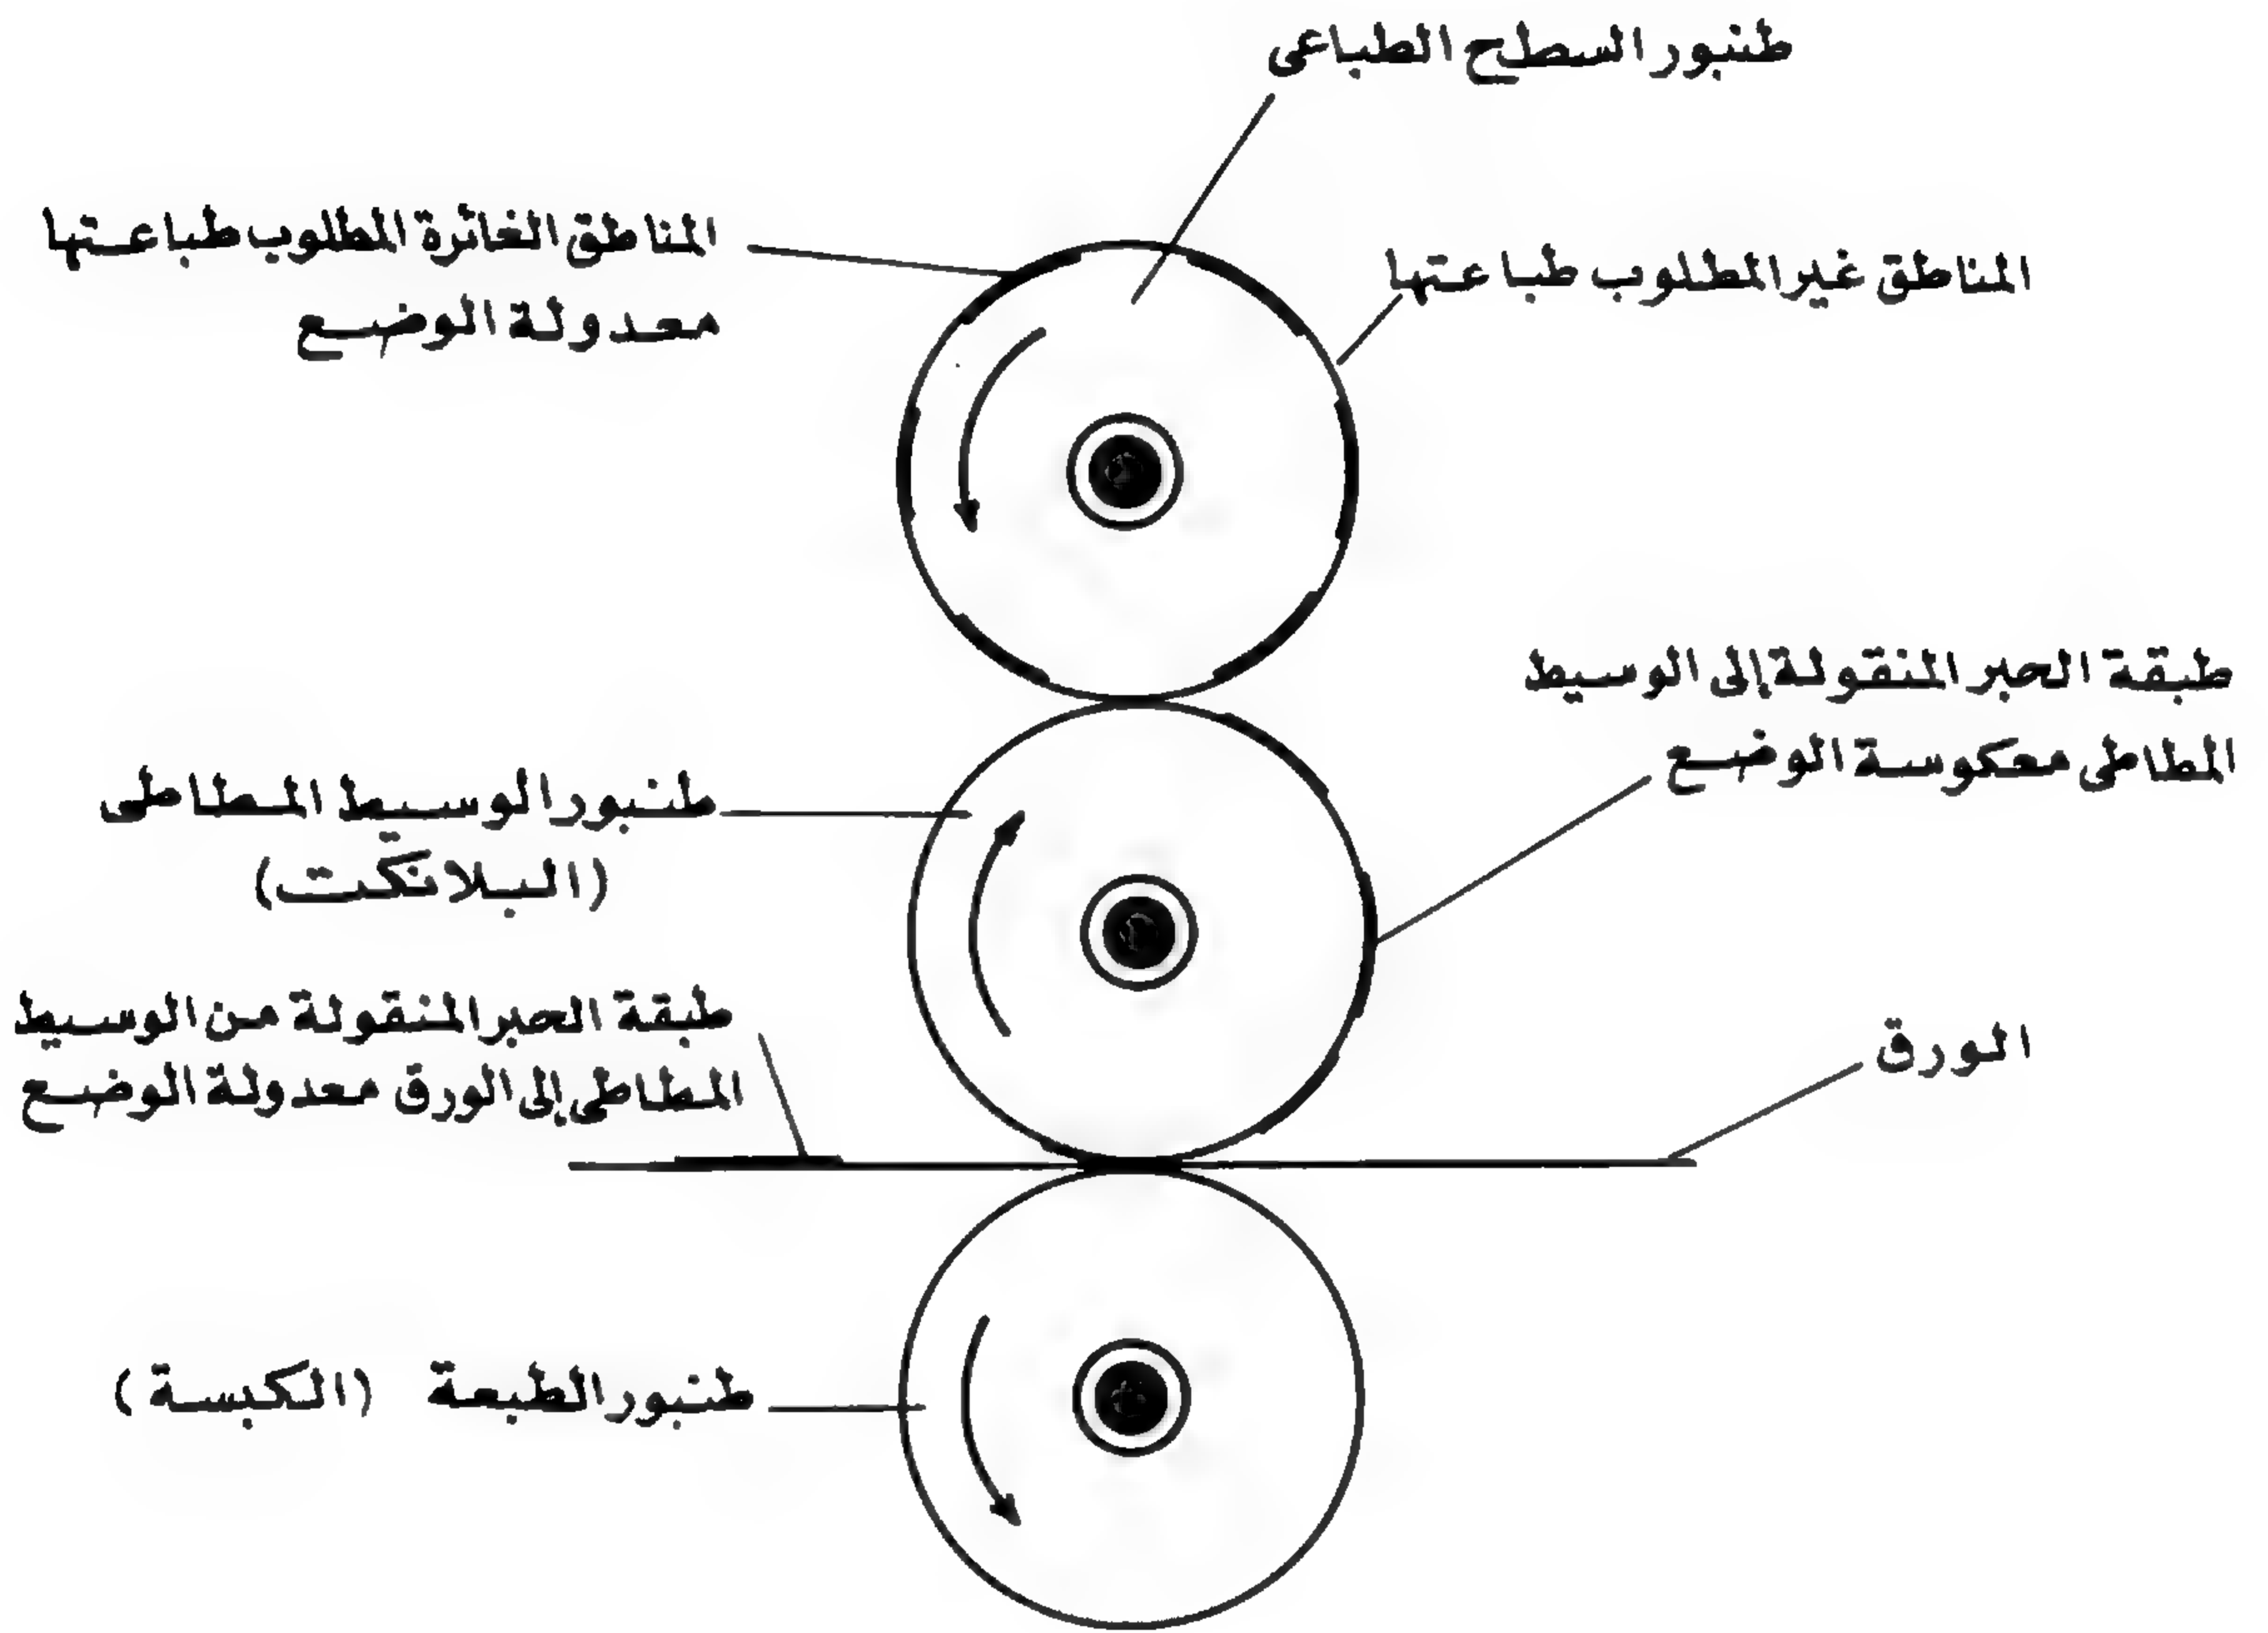 طنبور السطح الطباعى
المناطق غير المطلوب طباعتها
المناطق الغائرة المطلوب طباعتها
معدولة الوضع
طبقة الحبر المنقولة إلى الوسيط
المطاطى معكوسة الوضع
طنبور الوسيط المطاطى
(البلانكت)
الورق
طبقة الحبر المنقولة من الوسيط
المطاطى إلى الورق معدولة الوضع
طنبور الطبعة (الكبسة)